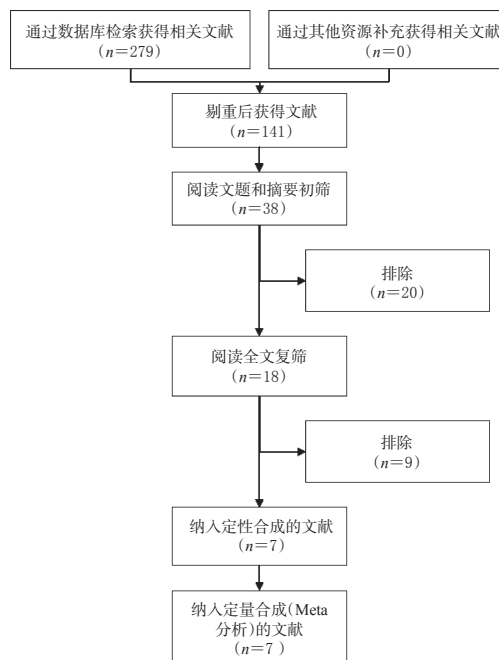 通过数据库检索获得相关文献
(n=279)
通过其他资源补充获得相关文献
(n=0)
剔重后获得文献
(n=141)
阅读文题和摘要初筛
(n=38)
排除
(n=20)
阅读全文复筛
(n=18)
排除
(n=9)
纳入定性合成的文献
(n=7)
纳入定量合成(Meta
分析)的文献
(n=7)